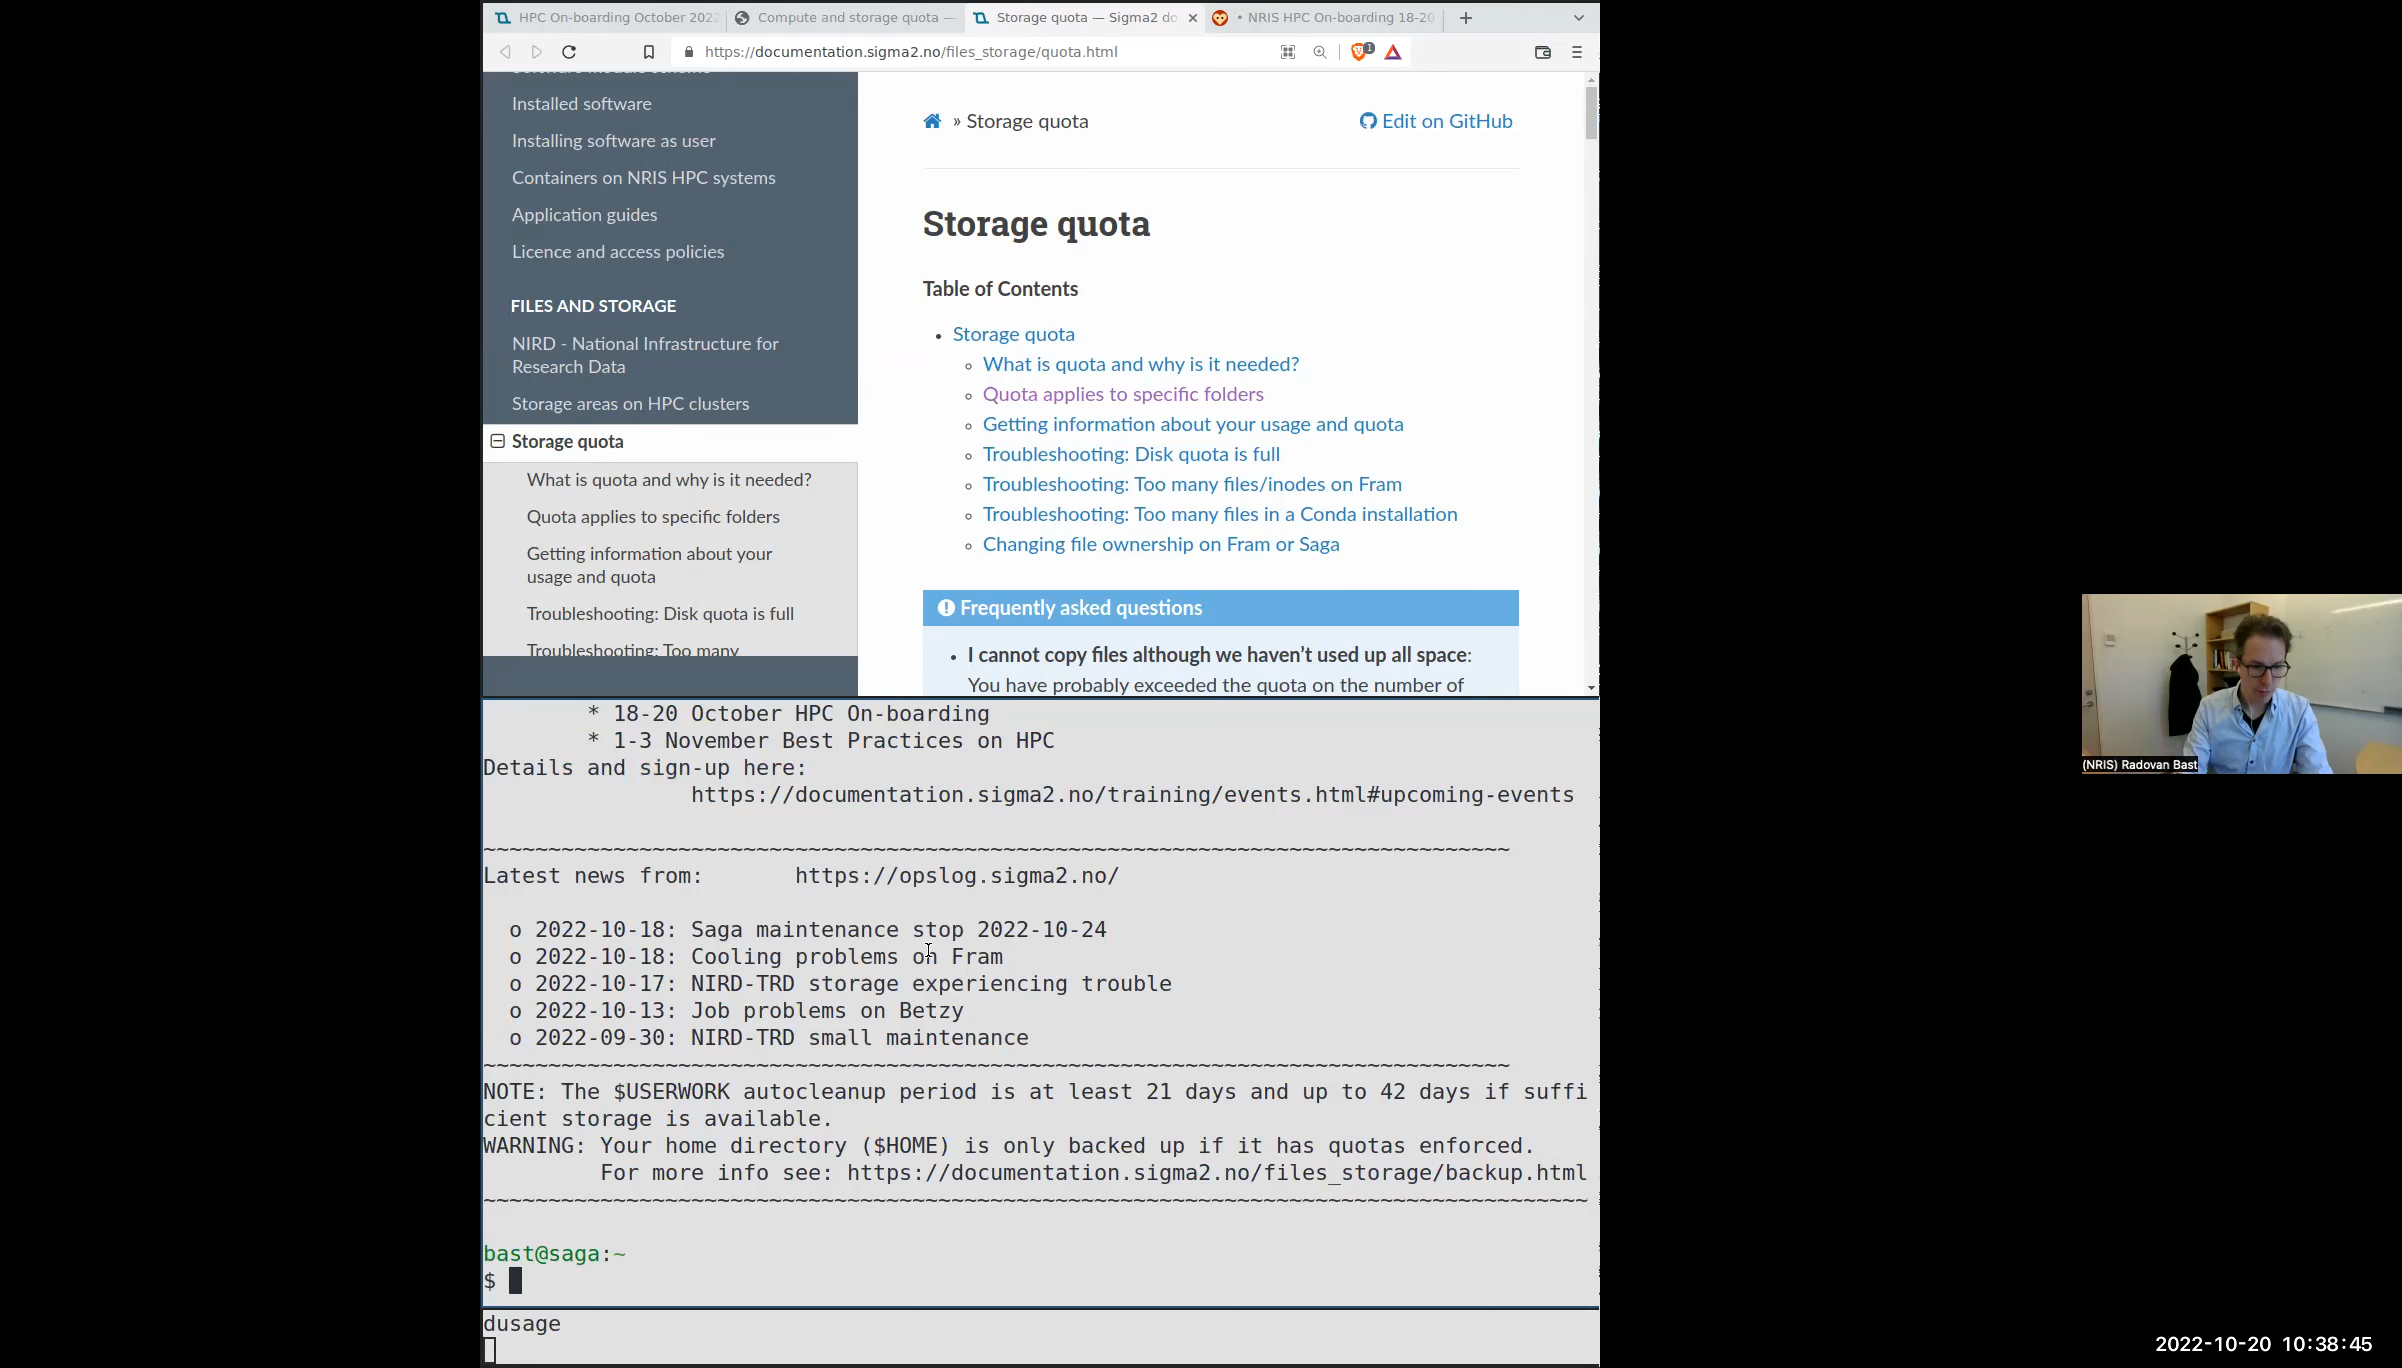 HPC On-boarding October 202
Compute and storage quota —
Storage quota — Sigma2 do
• NRIS HPC On-boarding 18-20
https://documentation.sigma2.no/files_storage/quota.html
1
Installed software
Installing software as user
Containers on NRIS HPC systems
Application guides
Licence and access policies
FILES AND STORAGE
NIRD - National Infrastructure for
Research Data
Storage areas on HPC clusters
Storage quota
What is quota and why is it needed?
Quota applies to specific folders
Getting information about your
usage and quota
Troubleshooting: Disk quota is full
Troubleshooting: Too many
» Storage quota
Edit on GitHub
Storage quota
Table of Contents
• Storage quota
What is quota and why is it needed?
Quota applies to specific folders
Getting information about your usage and quota
Troubleshooting: Disk quota is full
Troubleshooting: Too many files/inodes on Fram
Troubleshooting: Too many files in a Conda installation
Changing file ownership on Fram or Saga
Frequently asked questions
• I cannot copy files although we haven’t used up all space:
You have probably exceeded the quota on the number of
* 18-20 October HPC On-boarding
* 1-3 November Best Practices on HPC
Details and sign-up here:
https://documentation.sigma2.no/training/events.html#upcoming-events
~~~~~~~~~~~~~~~~~~~~~~~~~~~~~~~~~~~~~~~~~~~~~~~~~~~~~~~~~~~~~~~~~~~~~~~~~~~~~~~
Latest news from: https://opslog.sigma2.no/
o 2022-10-18: Saga maintenance stop 2022-10-24
o 2022-10-18: Cooling problems on Fram
o 2022-10-17: NIRD-TRD storage experiencing trouble
o 2022-10-13: Job problems on Betzy
o 2022-09-30: NIRD-TRD small maintenance
~~~~~~~~~~~~~~~~~~~~~~~~~~~~~~~~~~~~~~~~~~~~~~~~~~~~~~~~~~~~~~~~~~~~~~~~~~~~~~~
NOTE: The $USERWORK autocleanup period is at least 21 days and up to 42 days if suffi
cient storage is available.
WARNING: Your home directory ($HOME) is only backed up if it has quotas enforced.
For more info see: https://documentation.sigma2.no/files_storage/backup.html
~~~~~~~~~~~~~~~~~~~~~~~~~~~~~~~~~~~~~~~~~~~~~~~~~~~~~~~~~~~~~~~~~~~~~~~~~~~~~~~~~~~~~
bast@saga:~
$
dusage
(NRIS) Radovan Bast
2022-10-20 10:38:45